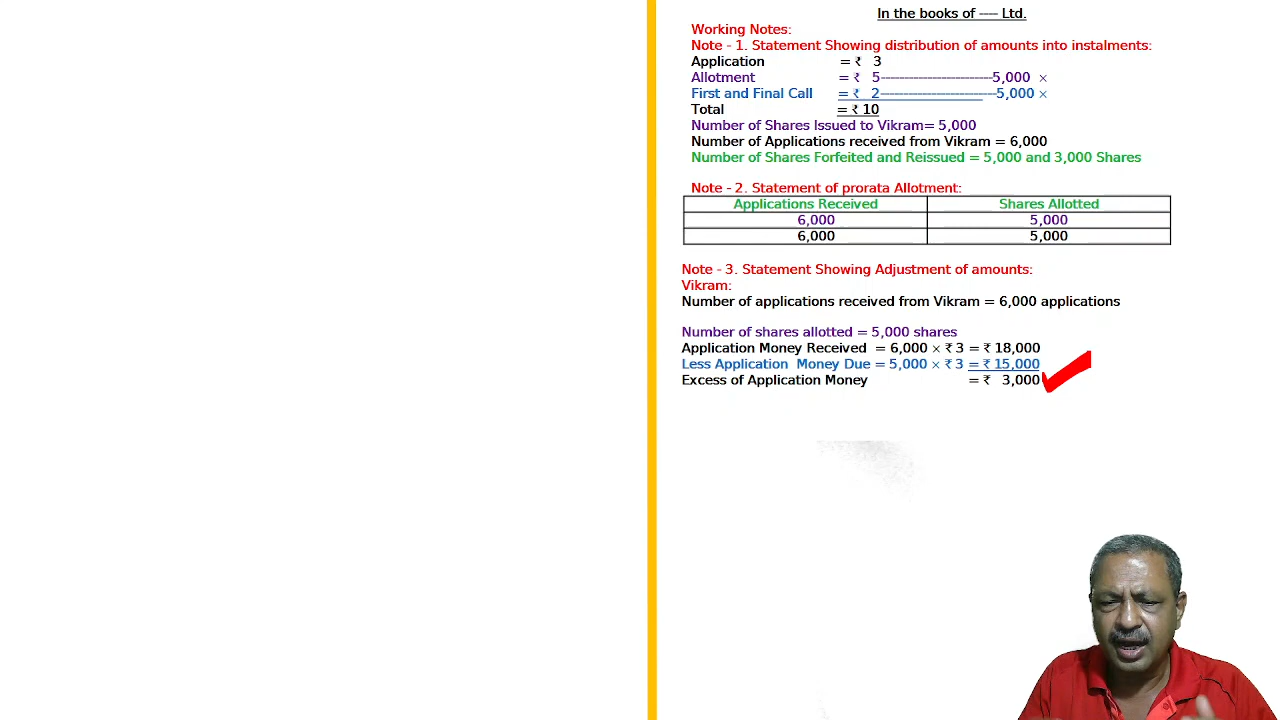 In the books of ---- Ltd.
Working Notes:
Note - 1. Statement Showing distribution of amounts into instalments:
Application = ₹ 3
Allotment = ₹ 5--------------------------5,000 ×
First and Final Call = ₹ 2---------------------------5,000 ×
Total = ₹ 10
Number of Shares Issued to Vikram= 5,000
Number of Applications received from Vikram = 6,000
Number of Shares Forfeited and Reissued = 5,000 and 3,000 Shares
Note - 2. Statement of prorata Allotment:
Applications Received Shares Allotted
6,000 5,000
6,000 5,000
Note - 3. Statement Showing Adjustment of amounts:
Vikram:
Number of applications received from Vikram = 6,000 applications
Number of shares allotted = 5,000 shares
Application Money Received = 6,000 × ₹ 3 = ₹ 18,000
Less Application Money Due = 5,000 × ₹ 3 = ₹ 15,000
Excess of Application Money = ₹ 3,000